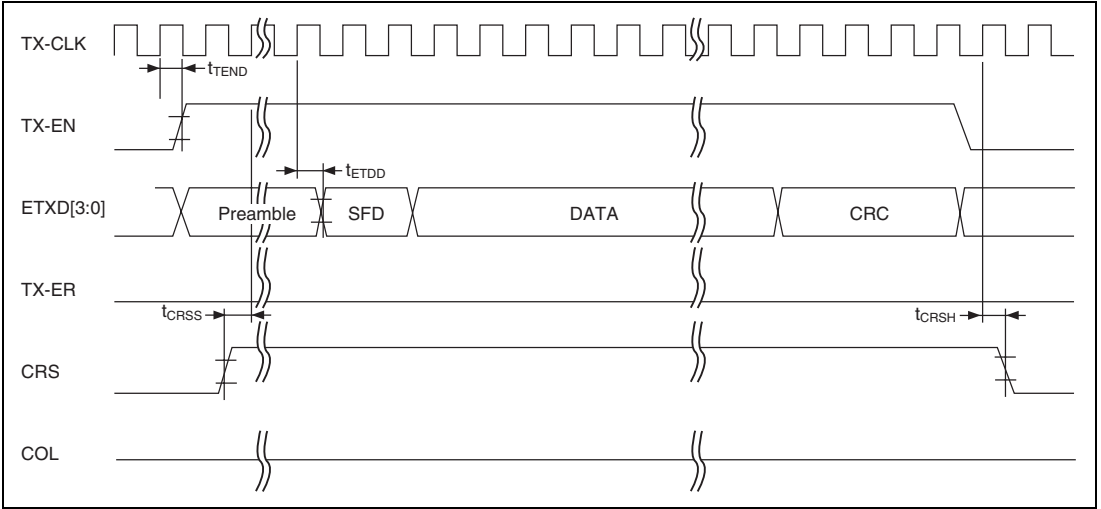 TX-CLK
tTEND
TX-EN
tETDD
ETXD[3:0]
Preamble SFD DATA CRC
TX-ER
tCRSS tCRSH
CRS
COL